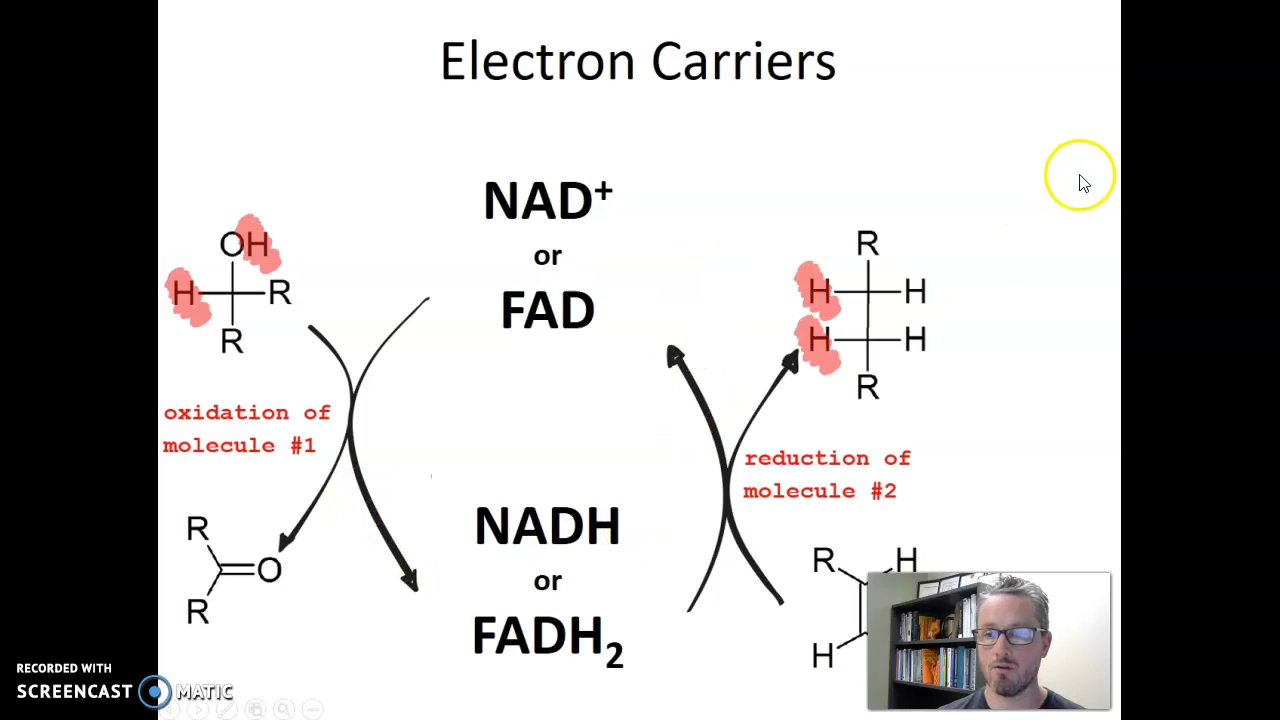 Electron Carriers
NAD⁺
or
FAD
OH
H
R
R
oxidation of
molecule #1
R
O
R
NADH
or
FADH₂
R
H H
H H
R
reduction of
molecule #2
R H
H
RECORDED WITH
SCREENCAST MATIC